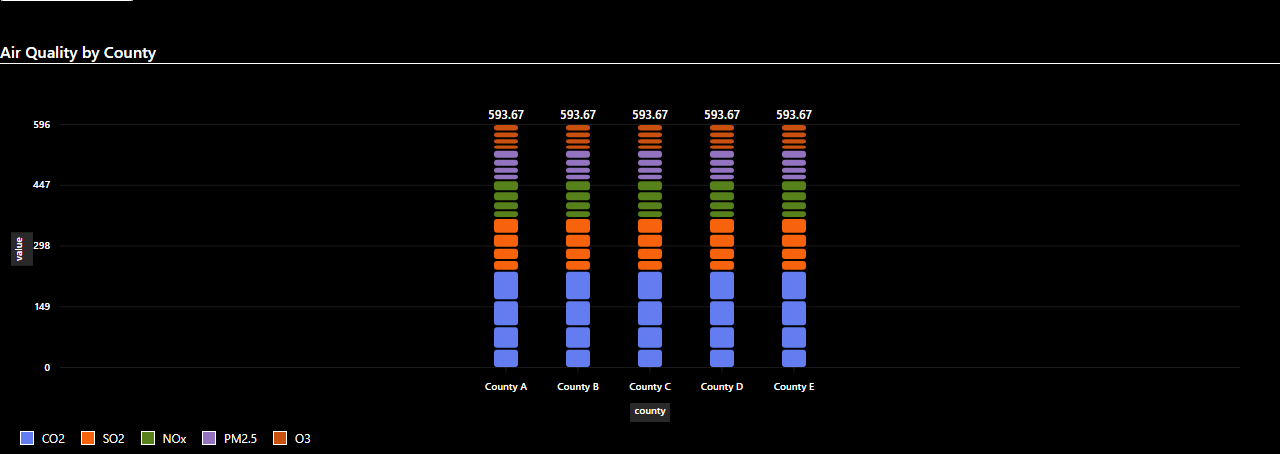 Air Quality by County
593.67 593.67 593.67 593.67 593.67
596
447
298
149
0
value
County A County B County C County D County E
county
CO2 SO2 NOx PM2.5 O3